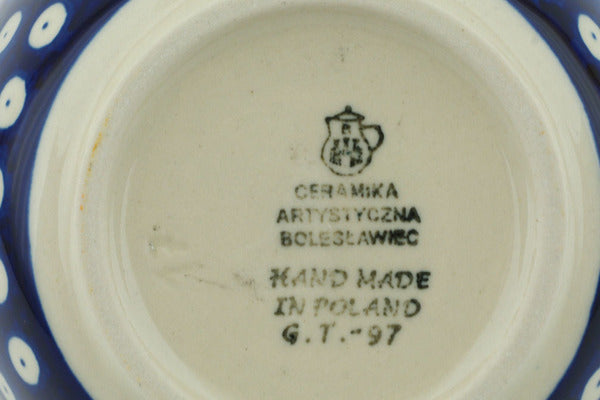 CERAMIKA
ARTYSTYCZNA
BOLESŁAWIEC
HAND MADE
IN POLAND
G.T.-97